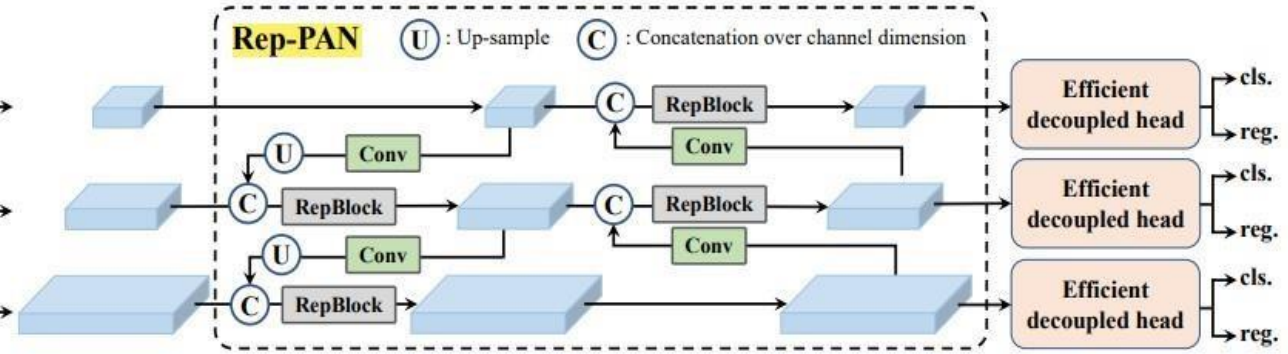 Rep-PAN U : Up-sample C : Concatenation over channel dimension
C RepBlock Efficient decoupled head cls. reg.
U Conv Conv
C RepBlock C RepBlock Efficient decoupled head cls. reg.
U Conv Conv
C RepBlock Efficient decoupled head cls. reg.